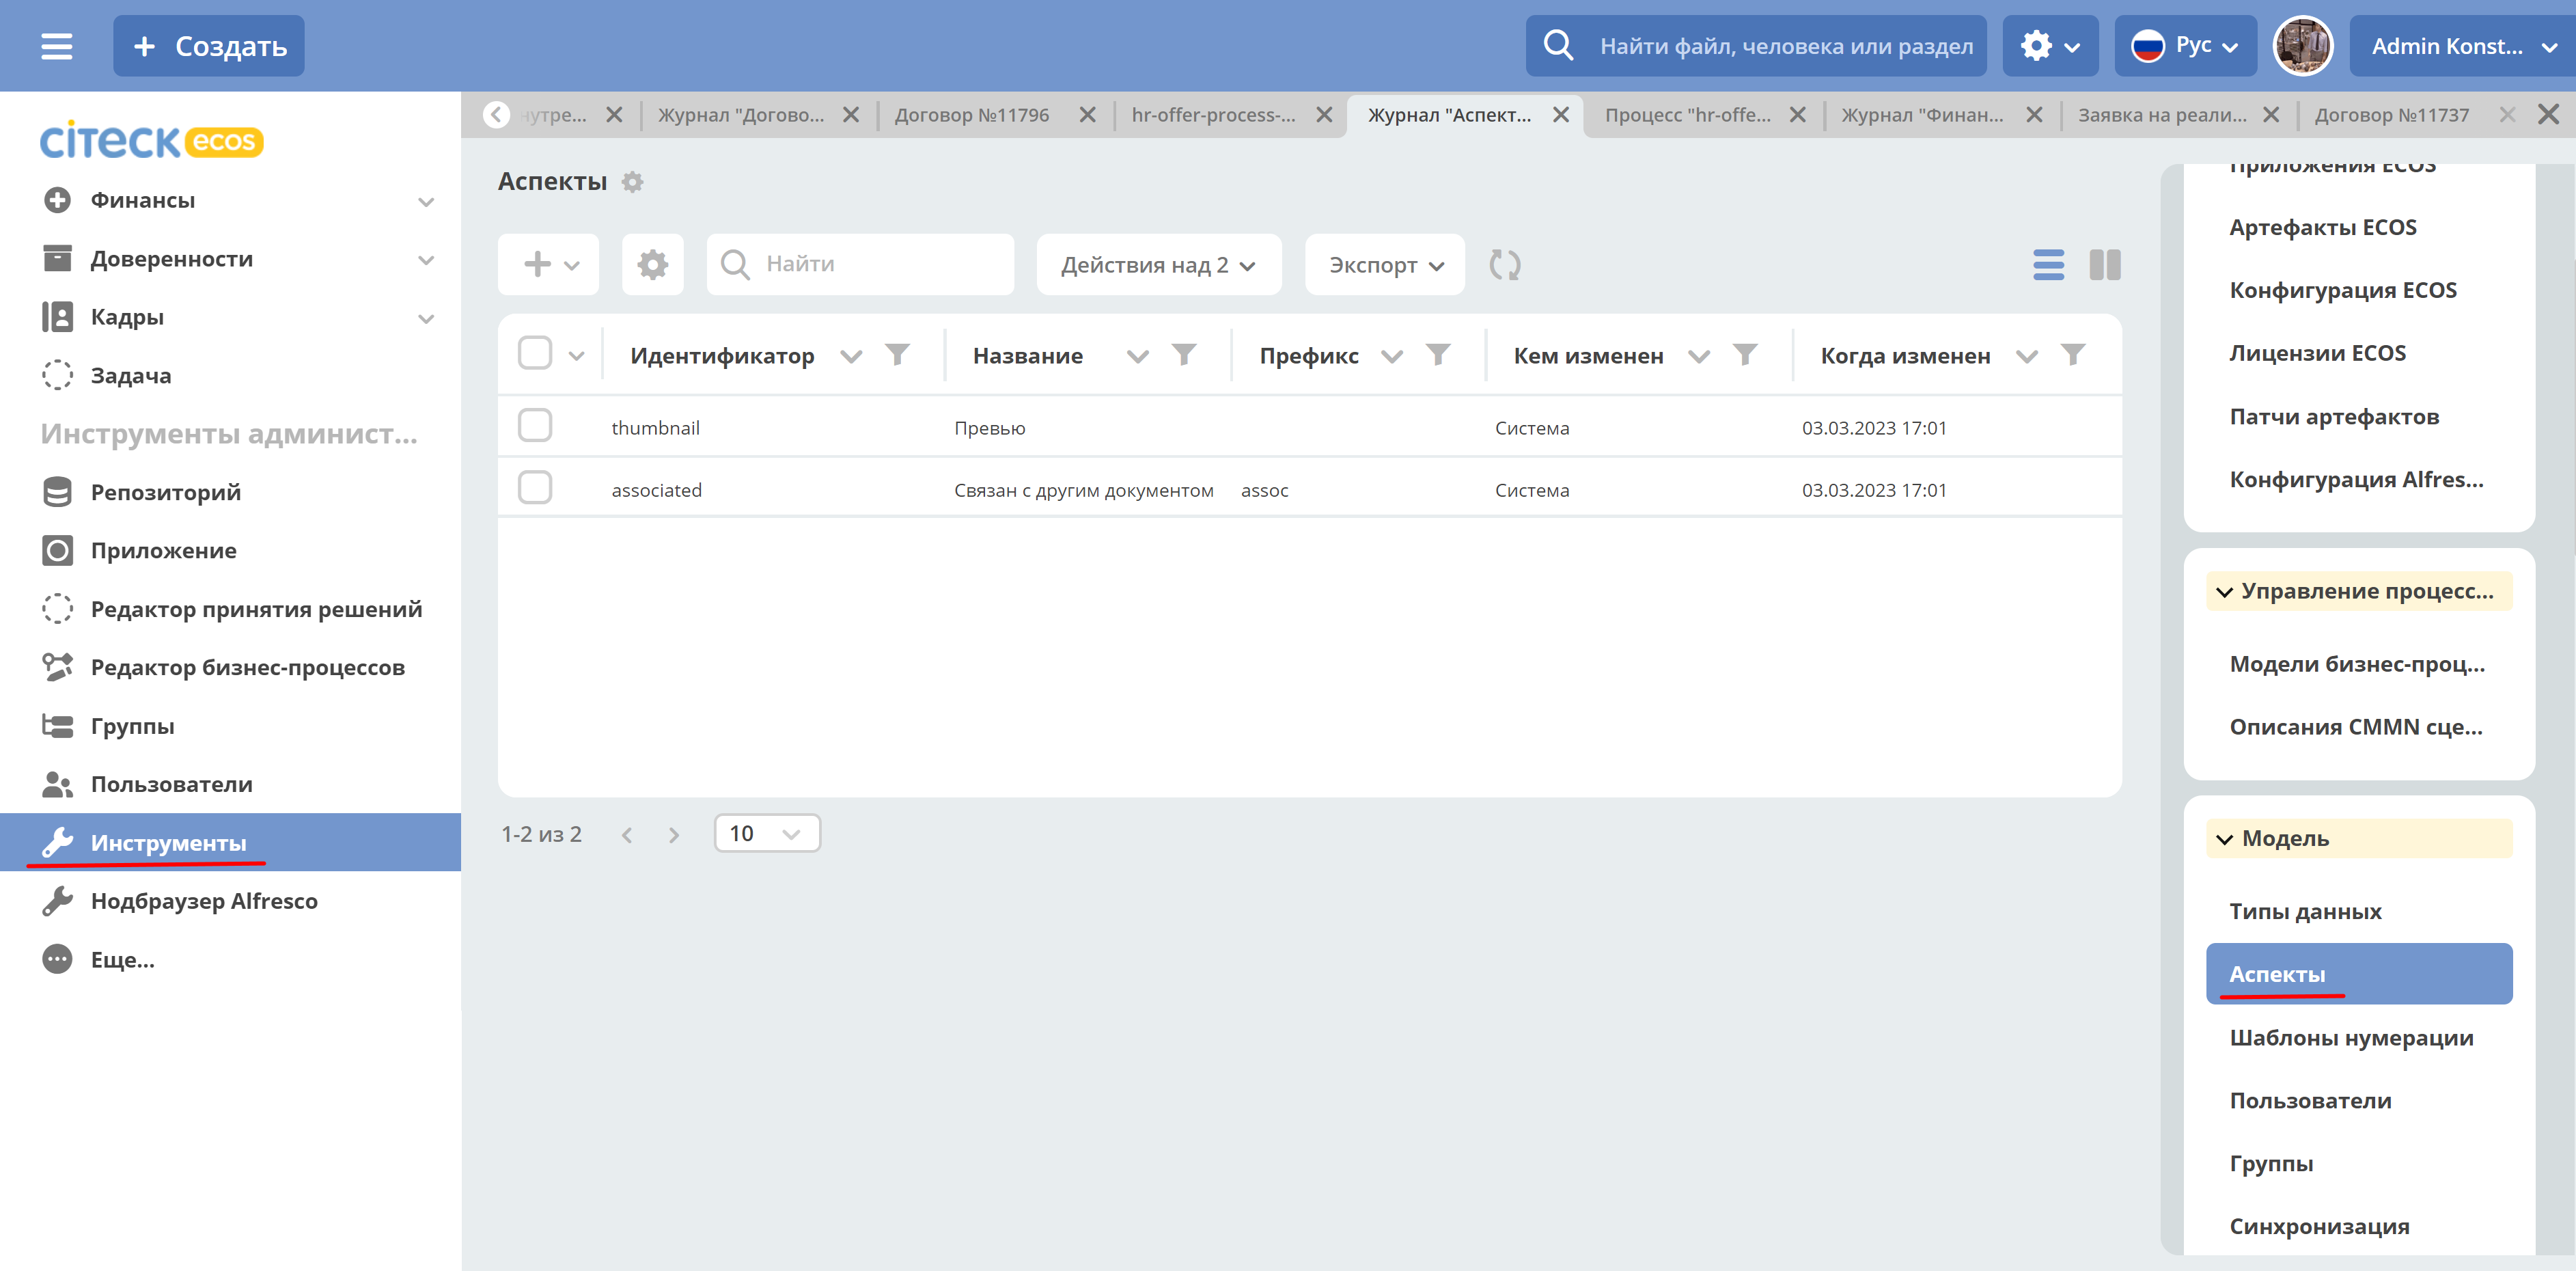 Создать
Найти файл, человека или раздел
Рус
Admin Konst...
citeck ecos
Журнал "Догово...
Договор №11796
hr-offer-process-...
Журнал "Аспект...
Процесс "hr-offe...
Журнал "Финан...
Заявка на реали...
Договор №11737
Финансы
Доверенности
Кадры
Задача
Инструменты админист...
Репозиторий
Приложение
Редактор принятия решений
Редактор бизнес-процессов
Группы
Пользователи
Инструменты
Нодбраузер Alfresco
Еще...
Аспекты
Найти
Действия над 2
Экспорт
Идентификатор Название Префикс Кем изменен Когда изменен
thumbnail Превью Система 03.03.2023 17:01
associated Связан с другим документом assoc Система 03.03.2023 17:01
1-2 из 2
10
Приложения ECOS
Артефакты ECOS
Конфигурация ECOS
Лицензии ECOS
Патчи артефактов
Конфигурация Alfres...
Управление процесс...
Модели бизнес-проц...
Описания CMMN сце...
Модель
Типы данных
Аспекты
Шаблоны нумерации
Пользователи
Группы
Синхронизация